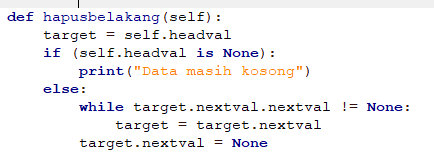 def hapusbelakang(self):
    target = self.headval
    if (self.headval is None):
        print("Data masih kosong")
    else:
        while target.nextval.nextval != None:
            target = target.nextval
        target.nextval = None